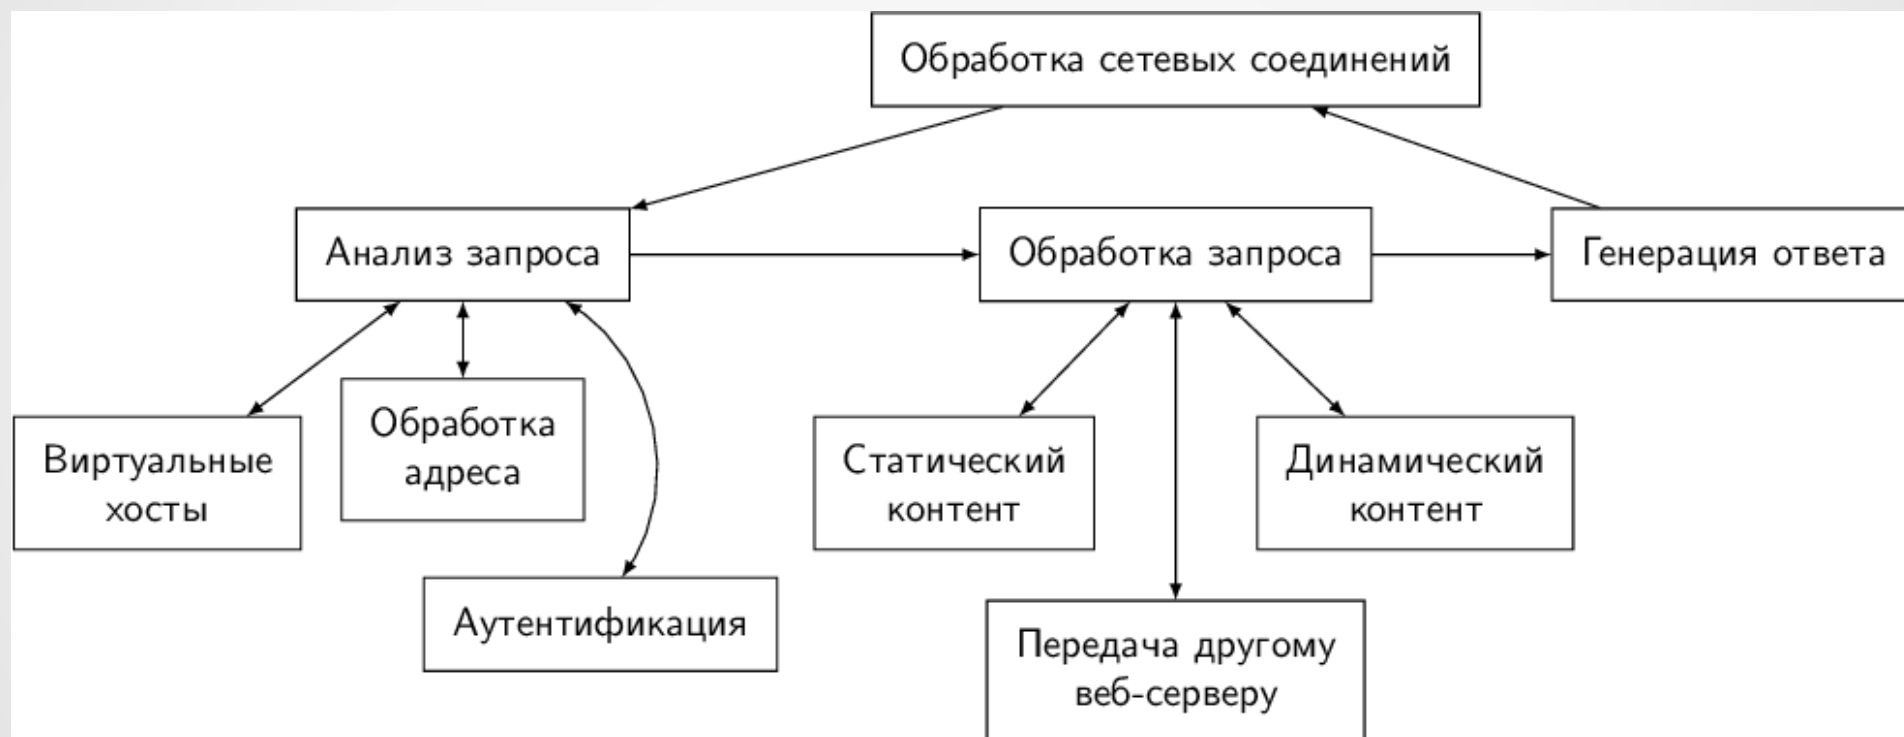 Обработка сетевых соединений
Анализ запроса
Обработка запроса
Генерация ответа
Виртуальные
хосты
Обработка
адреса
Аутентификация
Статический
контент
Передача другому
веб-серверу
Динамический
контент